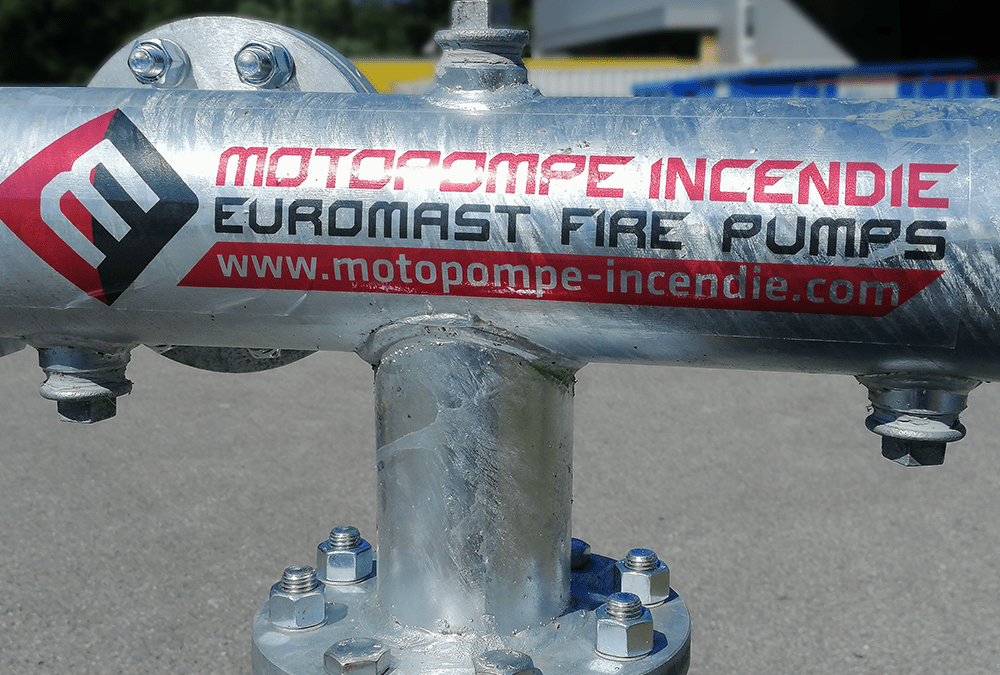 MOTOPOMPE INCENDIE
EUROMAST FIRE PUMPS
www.motopompe-incendie.com